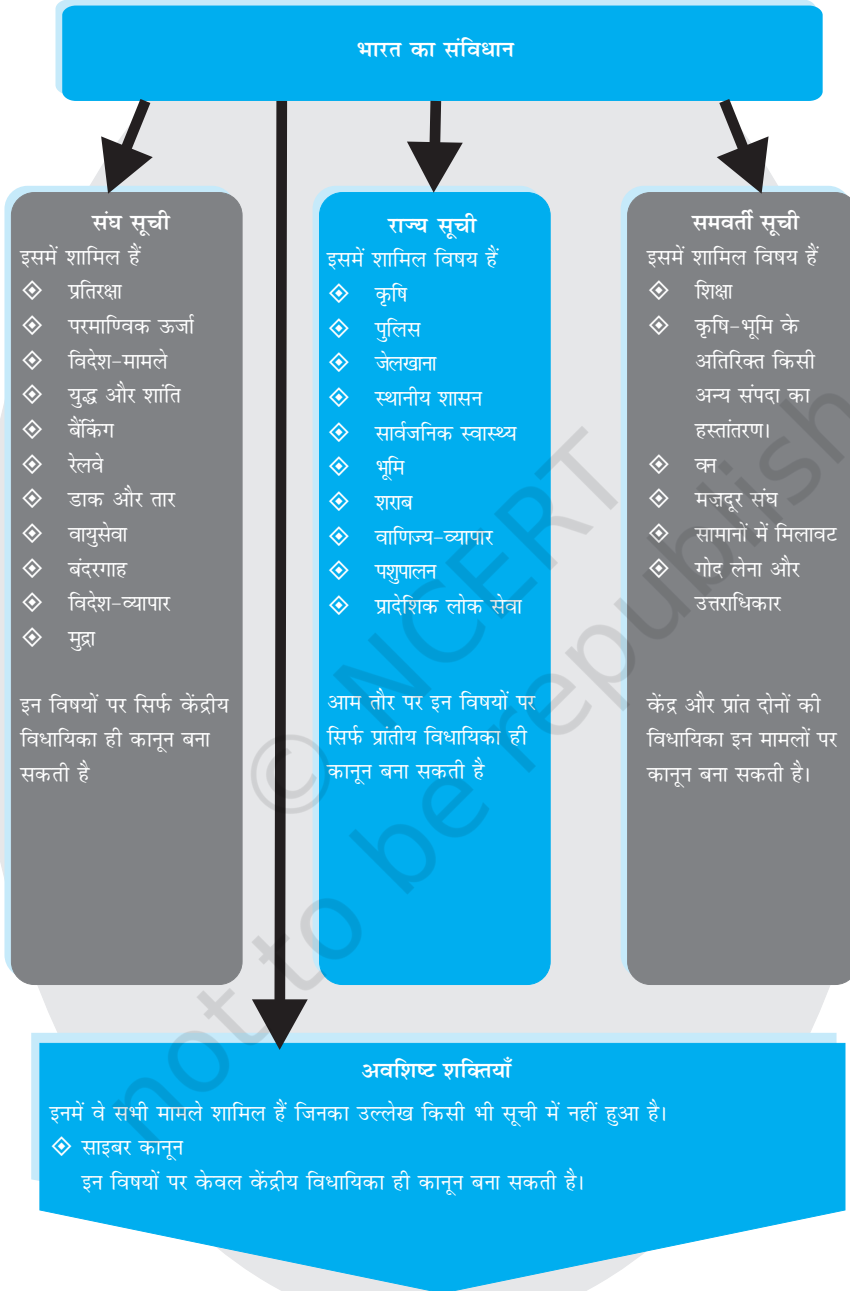 भारत का संविधान
संघ सूची
इसमें शामिल हैं
प्रतिरक्षा
परमाण्विक ऊर्जा
विदेश-मामले
युद्ध और शांति
बैंकिंग
रेलवे
डाक और तार
वायुसेवा
बंदरगाह
विदेश-व्यापार
मुद्रा
इन विषयों पर सिर्फ केंद्रीय
विधायिका ही कानून बना
सकती है
राज्य सूची
इसमें शामिल विषय हैं
कृषि
पुलिस
जेलखाना
स्थानीय शासन
सार्वजनिक स्वास्थ्य
भूमि
शराब
वाणिज्य-व्यापार
पशुपालन
प्रादेशिक लोक सेवा
आम तौर पर इन विषयों पर
सिर्फ प्रांतीय विधायिका ही
कानून बना सकती है
समवर्ती सूची
इसमें शामिल विषय हैं
शिक्षा
कृषि-भूमि के
अतिरिक्त किसी
अन्य संपदा का
हस्तांतरण।
वन
मज़दूर संघ
सामानों में मिलावट
गोद लेना और
उत्तराधिकार
केंद्र और प्रांत दोनों की
विधायिका इन मामलों पर
कानून बना सकती है।
अवशिष्ट शक्तियाँ
इनमें वे सभी मामले शामिल हैं जिनका उल्लेख किसी भी सूची में नहीं हुआ है।
साइबर कानून
इन विषयों पर केवल केंद्रीय विधायिका ही कानून बना सकती है।
© NCERT
not to be republish